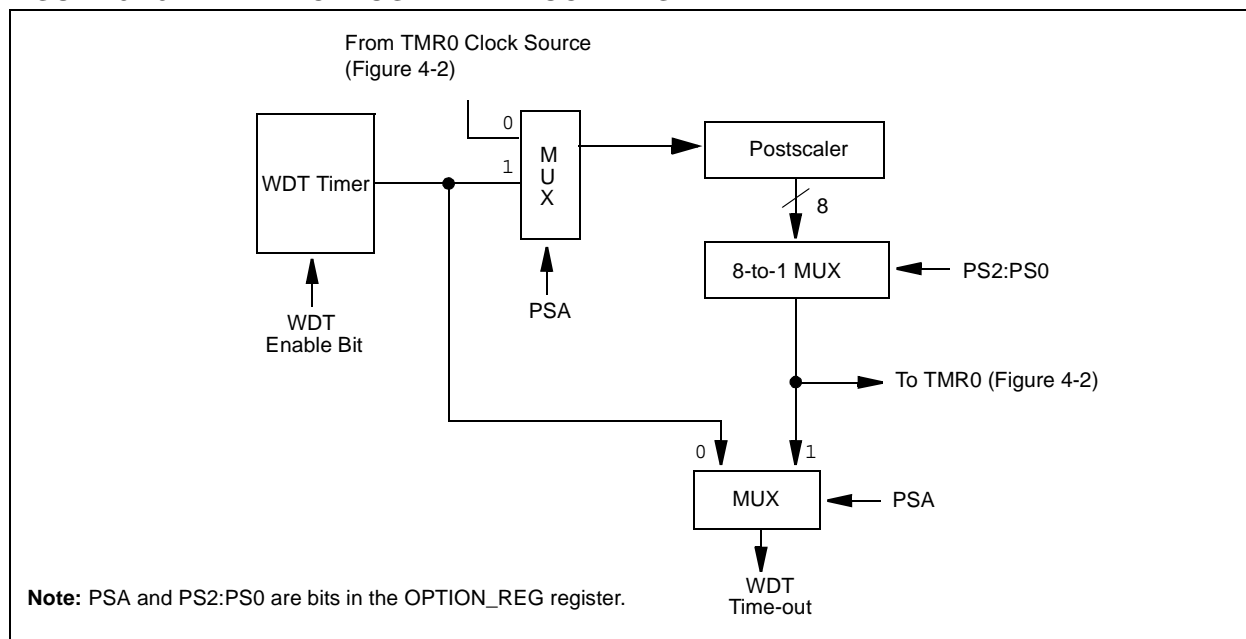 From TMR0 Clock Source
(Figure 4-2)
0
1
M
U
X
WDT Timer
Postscaler
8
8-to-1 MUX
PS2:PS0
PSA
WDT
Enable Bit
To TMR0 (Figure 4-2)
0
1
MUX
PSA
WDT
Time-out
Note: PSA and PS2:PS0 are bits in the OPTION_REG register.